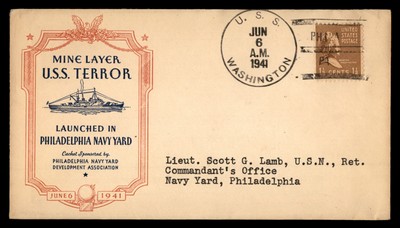 MINE LAYER
U.S.S. TERROR
LAUNCHED IN
PHILADELPHIA NAVY YARD
Cachet Sponsored by
PHILADELPHIA NAVY YARD
DEVELOPMENT ASSOCIATION
JUNE 6 1941
U. S. S.
JUN
6
A.M.
1941
WASHINGTON
CENTS
Lieut. Scott G. Lamb, U.S.N., Ret.
Commandant's Office
Navy Yard, Philadelphia